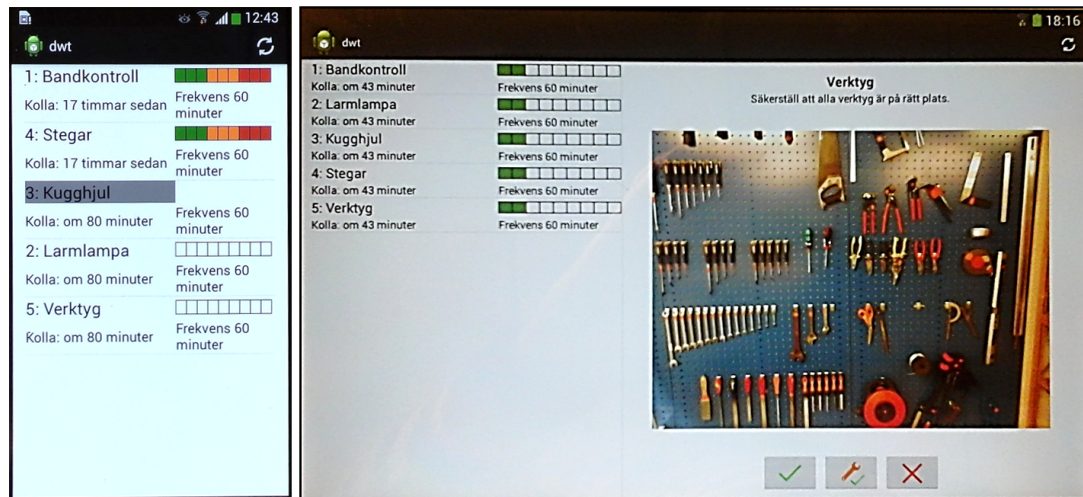 12:43
dwt
1: Bandkontroll
Kolla: 17 timmar sedan
Frekvens 60
minuter
4: Stegar
Kolla: 17 timmar sedan
Frekvens 60
minuter
3: Kugghjul
Kolla: om 80 minuter
Frekvens 60
minuter
2: Larmlampa
Kolla: om 80 minuter
Frekvens 60
minuter
5: Verktyg
Kolla: om 80 minuter
Frekvens 60
minuter
18:16
dwt
1: Bandkontroll
Kolla: om 43 minuter
Frekvens 60 minuter
2: Larmlampa
Kolla: om 43 minuter
Frekvens 60 minuter
3: Kugghjul
Kolla: om 43 minuter
Frekvens 60 minuter
4: Stegar
Kolla: om 43 minuter
Frekvens 60 minuter
5: Verktyg
Kolla: om 43 minuter
Frekvens 60 minuter
Verktyg
Säkerställ att alla verktyg är på rätt plats.